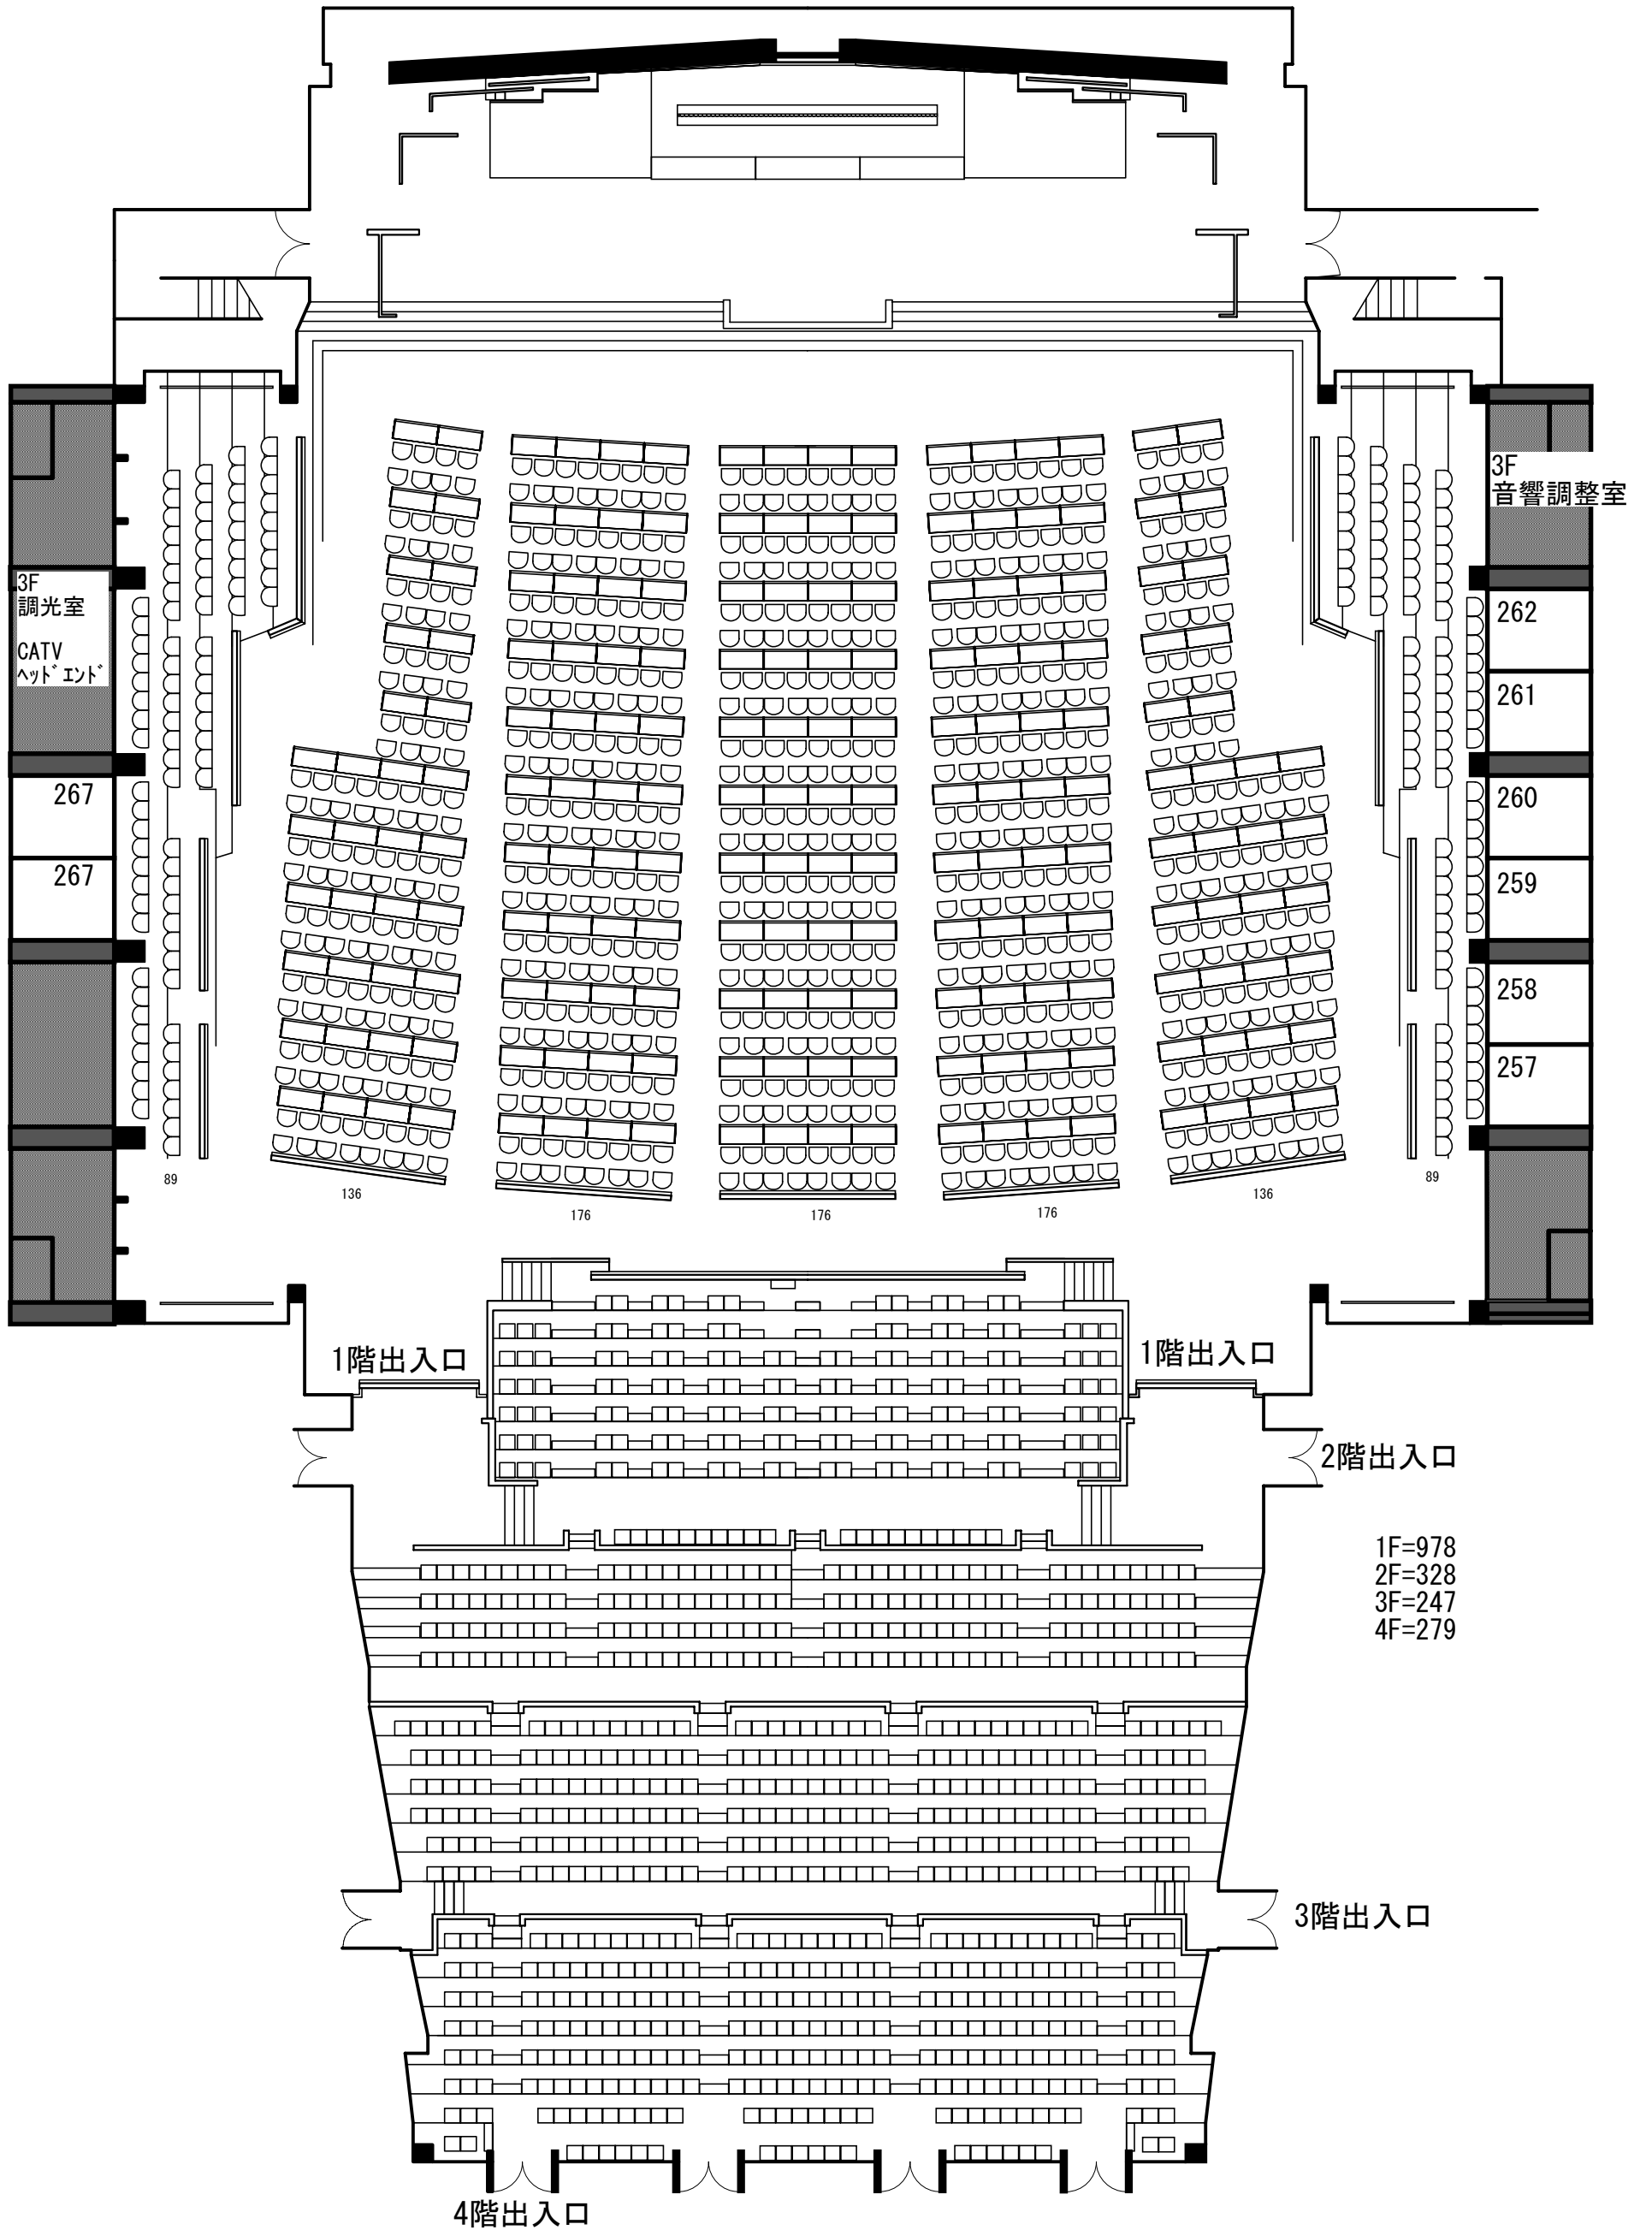 3F
音響調整室
3F
調光室
CATV
ﾍｯﾄﾞｴﾝﾄﾞ
262
261
267
260
267
259
258
257
89
136
176
176
176
136
89
1階出入口
1階出入口
2階出入口
1F=978
2F=328
3F=247
4F=279
3階出入口
4階出入口